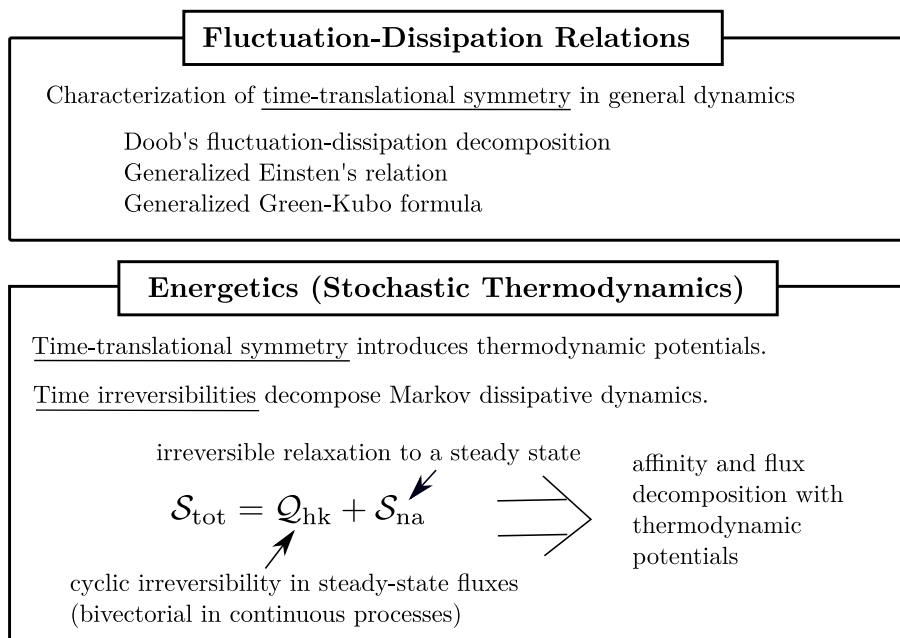 Fluctuation-Dissipation Relations
Characterization of time-translational symmetry in general dynamics
Doob's fluctuation-dissipation decomposition
Generalized Einsten's relation
Generalized Green-Kubo formula
Energetics (Stochastic Thermodynamics)
Time-translational symmetry introduces thermodynamic potentials.
Time irreversibilities decompose Markov dissipative dynamics.
irreversible relaxation to a steady state
𝒮_tot = 𝒬_hk + 𝒮_na
cyclic irreversibility in steady-state fluxes
(bivectorial in continuous processes)
affinity and flux
decomposition with
thermodynamic
potentials